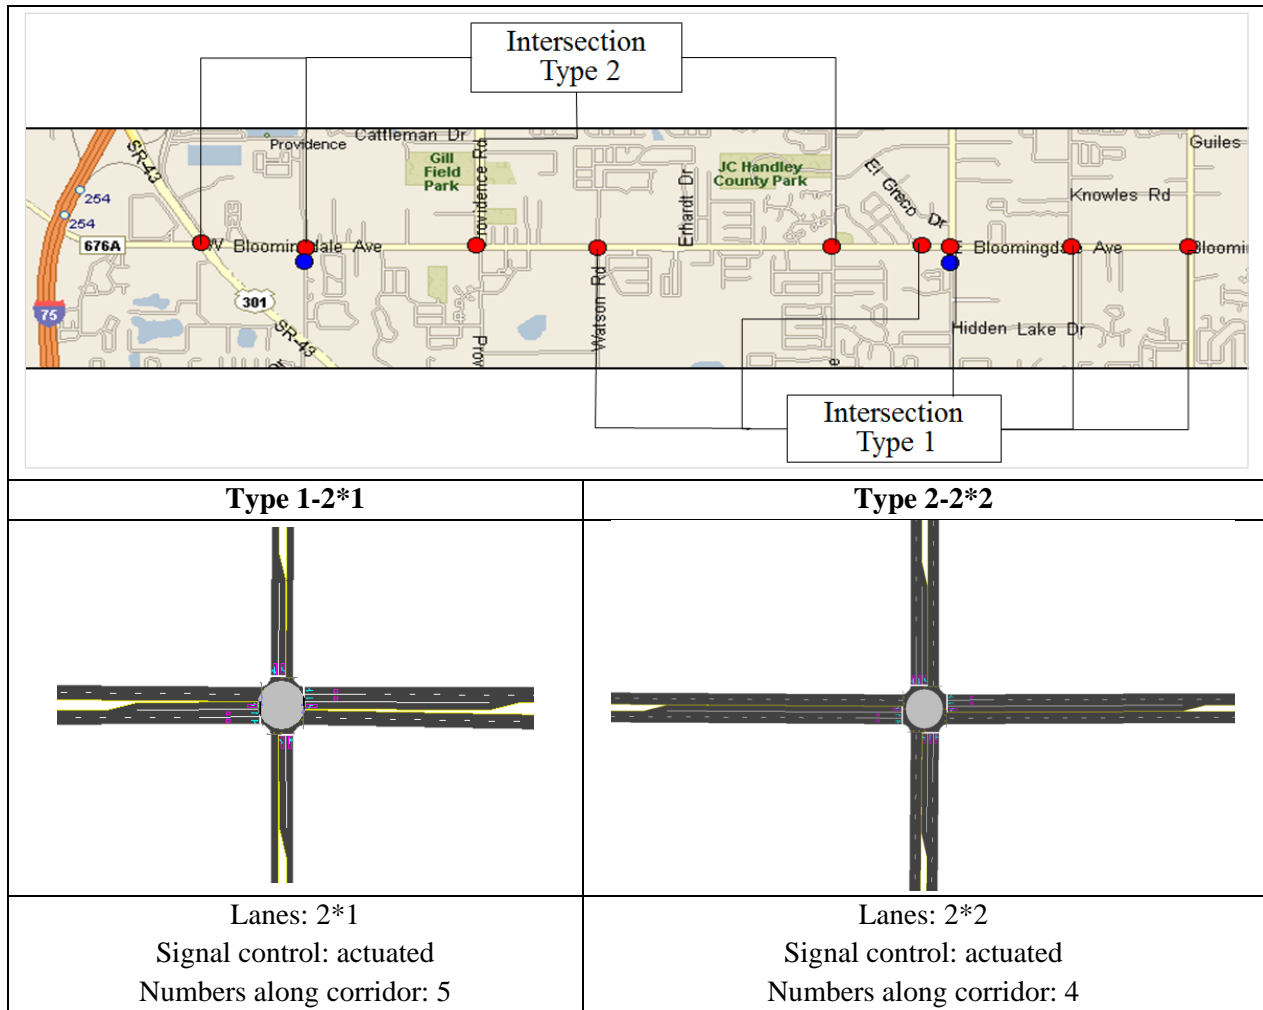 Intersection
Type 2
Cattleman Dr
Providence
Guiles
SR-43
Gill
Field
Park
Providence Rd
JC Handley
County Park
El Greco Dr
Erhardt Dr
Knowles Rd
254
254
676A
W Bloomingdale Ave
E Bloomingdale Ave
Bloomin
301
75
SR-43
Watson Rd
Prov
Hidden Lake Dr
e
Intersection
Type 1
Type 1-2*1
Type 2-2*2
Lanes: 2*1
Signal control: actuated
Numbers along corridor: 5
Lanes: 2*2
Signal control: actuated
Numbers along corridor: 4